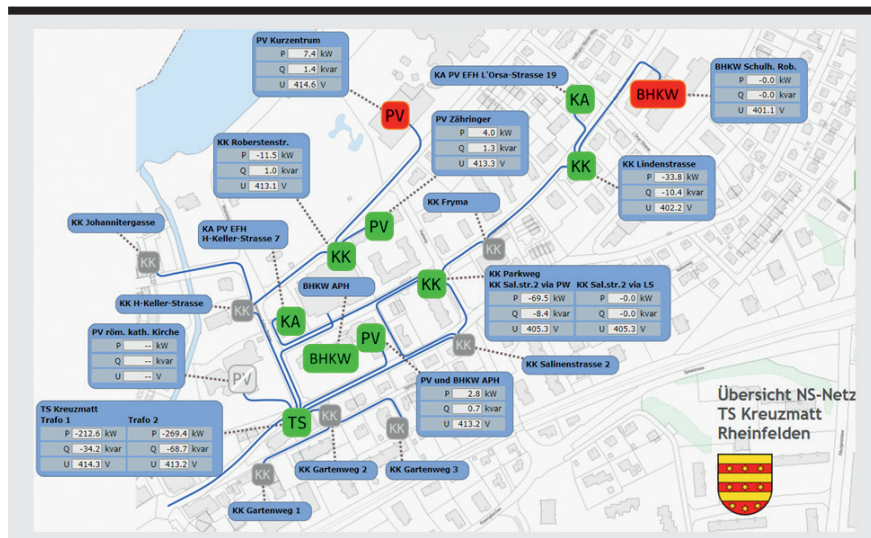 PV Kurzentrum
P 7.4 kW
Q 1.4 kvar
U 414.6 V
KA PV EFH L'Orsa-Strasse 19
KA
BHKW
BHKW Schulh. Rob.
P -0.0 kW
Q -0.0 kvar
U 401.1 V
PV
PV Zähringer
P 4.0 kW
Q 1.3 kvar
U 413.3 V
KK Roberstenstr.
P -11.5 kW
Q 1.0 kvar
U 413.1 V
KK
KK Lindenstrasse
P -33.8 kW
Q -10.4 kvar
U 402.2 V
KK Fryma
KK
KK Johannitergasse
KK
KA PV EFH
H-Keller-Strasse 7
PV
KK
KK
KK Parkweg
KK Sal.str.2 via PW KK Sal.str.2 via LS
P -69.5 kW P -0.0 kW
Q -8.4 kvar Q -0.0 kvar
U 405.3 V U 405.3 V
BHKW APH
KK H-Keller-Strasse
KK
KA
PV röm. kath. Kirche
P -- kW
Q -- kvar
U -- V
PV
BHKW
PV
KK
KK Salinenstrasse 2
PV und BHKW APH
P 2.8 kW
Q 0.7 kvar
U 413.2 V
TS Kreuzmatt
Trafo 1 Trafo 2
P -212.6 kW P -269.4 kW
Q -34.2 kvar Q -68.7 kvar
U 414.3 V U 413.2 V
TS
KK
KK
KK
KK Gartenweg 2
KK Gartenweg 3
KK Gartenweg 1
Übersicht NS-Netz
TS Kreuzmatt
Rheinfelden